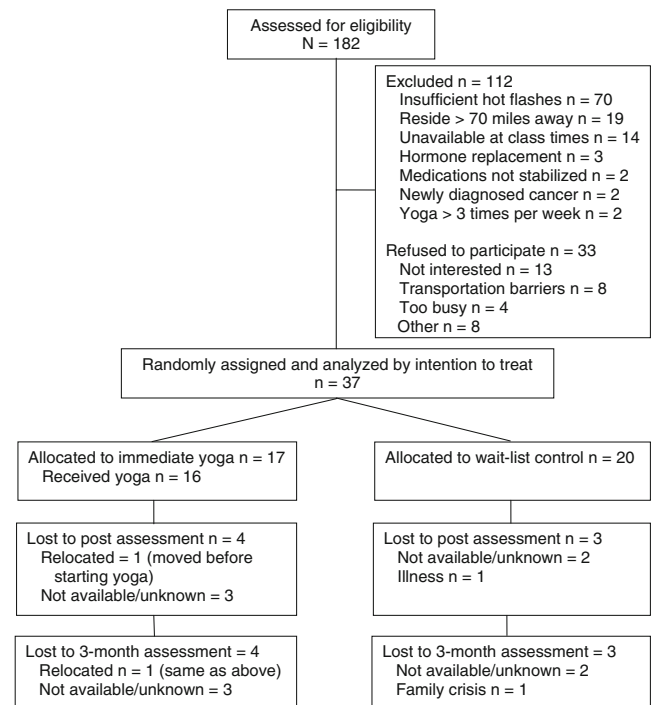 Assessed for eligibility
N = 182
Excluded n = 112
Insufficient hot flashes n = 70
Reside > 70 miles away n = 19
Unavailable at class times n = 14
Hormone replacement n = 3
Medications not stabilized n = 2
Newly diagnosed cancer n = 2
Yoga > 3 times per week n = 2
Refused to participate n = 33
Not interested n = 13
Transportation barriers n = 8
Too busy n = 4
Other n = 8
Randomly assigned and analyzed by intention to treat
n = 37
Allocated to immediate yoga n = 17
Received yoga n = 16
Allocated to wait-list control n = 20
Lost to post assessment n = 4
Relocated = 1 (moved before
starting yoga)
Not available/unknown = 3
Lost to post assessment n = 3
Not available/unknown = 2
Illness n = 1
Lost to 3-month assessment = 4
Relocated n = 1 (same as above)
Not available/unknown = 3
Lost to 3-month assessment = 3
Not available/unknown = 2
Family crisis n = 1